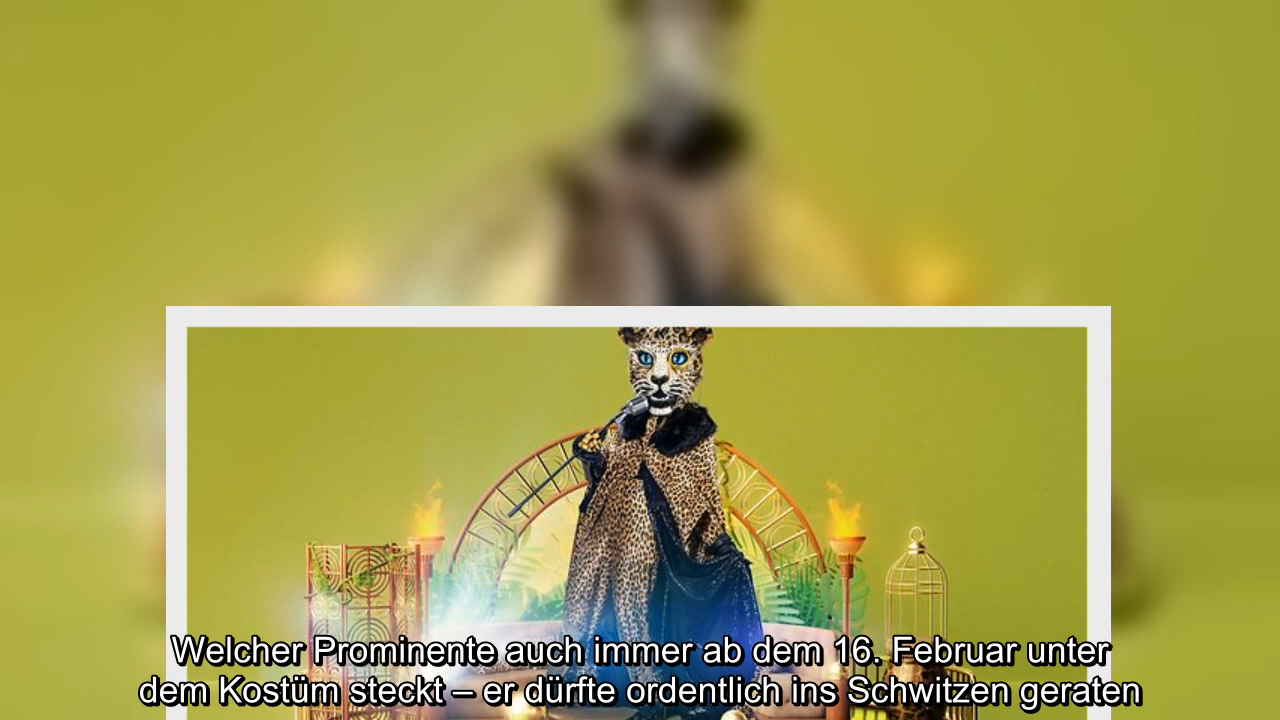 Welcher Prominente auch immer ab dem 16. Februar unter
dem Kostüm steckt – er dürfte ordentlich ins Schwitzen geraten